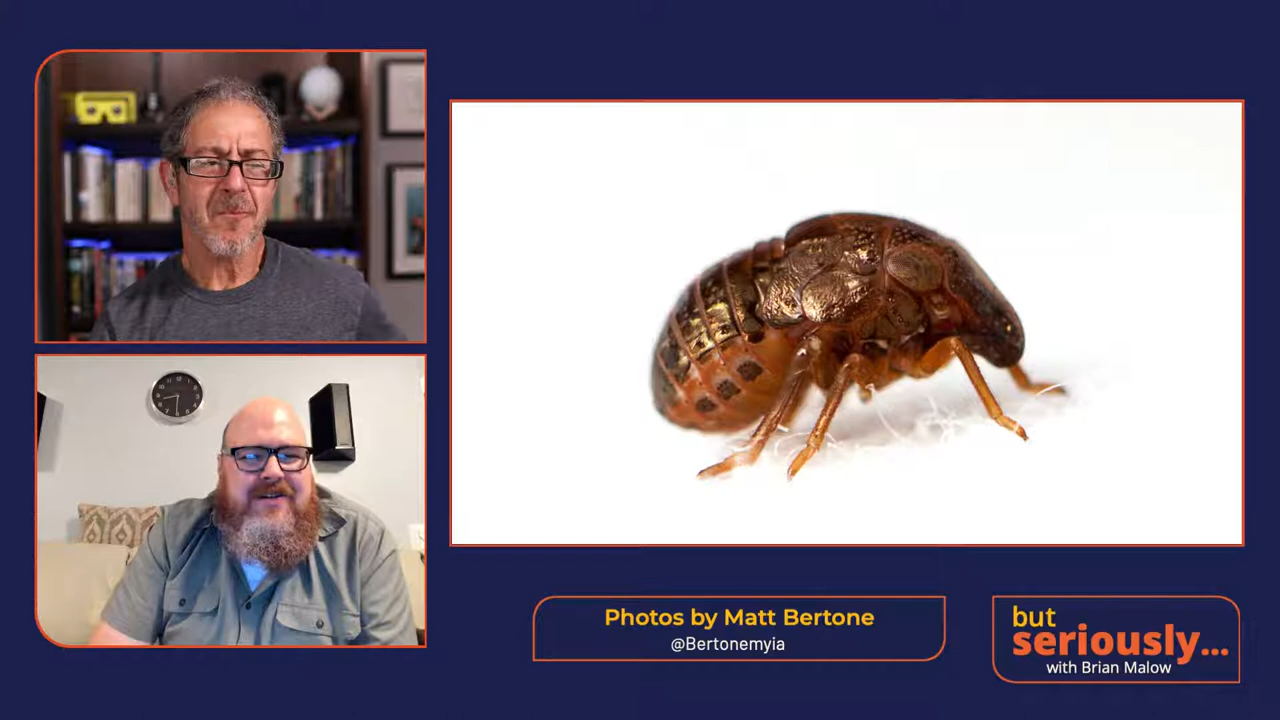 Photos by Matt Bertone
@Bertonemyia
but
seriously...
with Brian Malow